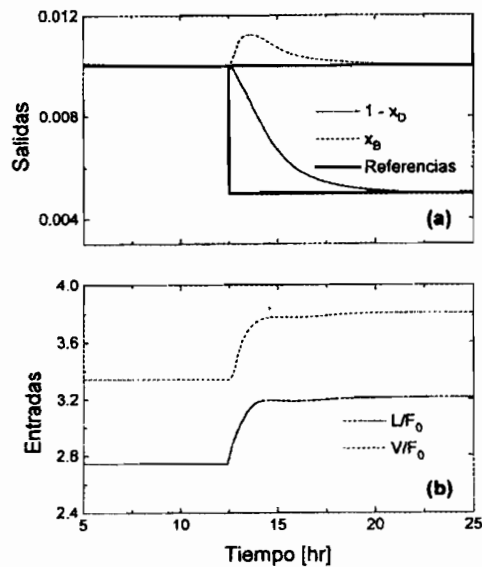 0.012
0.008
0.004
Salidas
1 - x_D
x_B
Referencias
(a)
4.0
3.6
3.2
2.8
2.4
Entradas
L/F_0
V/F_0
(b)
5 10 15 20 25
Tiempo [hr]